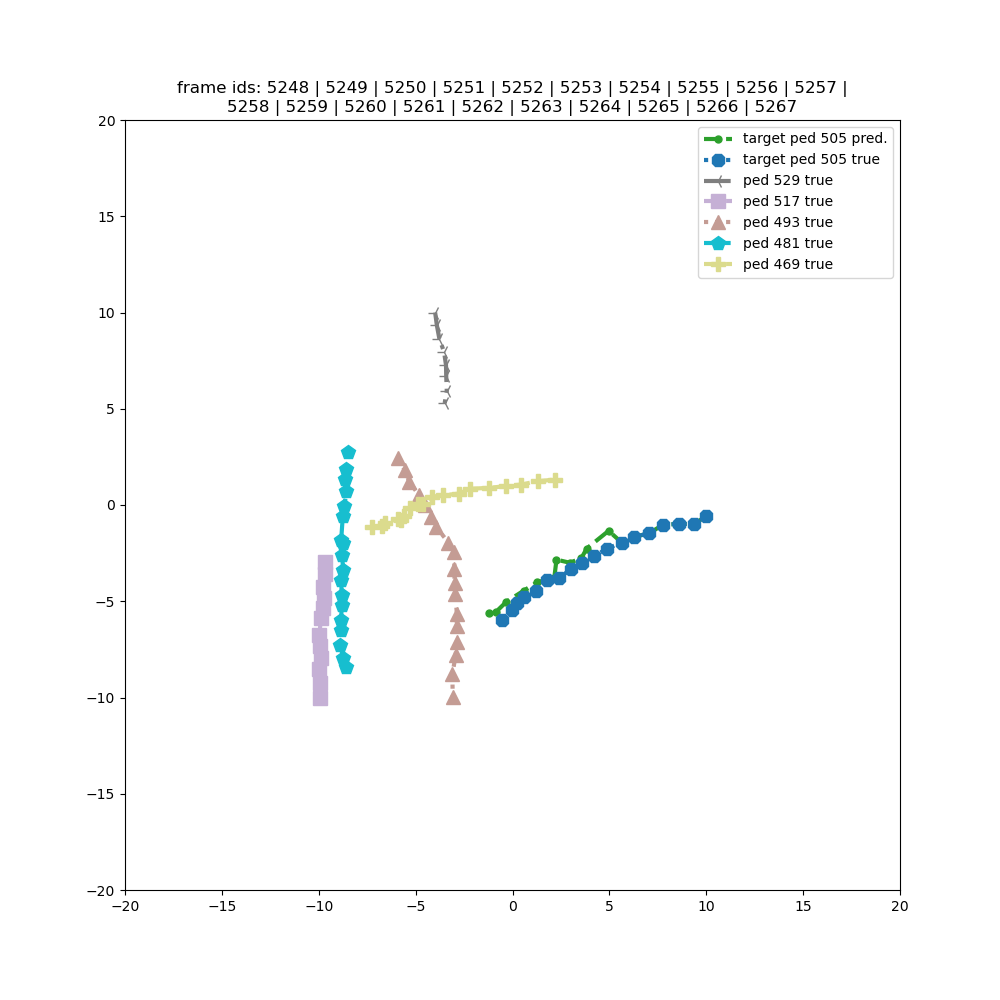 frame ids: 5248 | 5249 | 5250 | 5251 | 5252 | 5253 | 5254 | 5255 | 5256 | 5257 |
5258 | 5259 | 5260 | 5261 | 5262 | 5263 | 5264 | 5265 | 5266 | 5267
target ped 505 pred.
target ped 505 true
ped 529 true
ped 517 true
ped 493 true
ped 481 true
ped 469 true
20
15
10
5
0
−5
−10
−15
−20
−20 −15 −10 −5 0 5 10 15 20